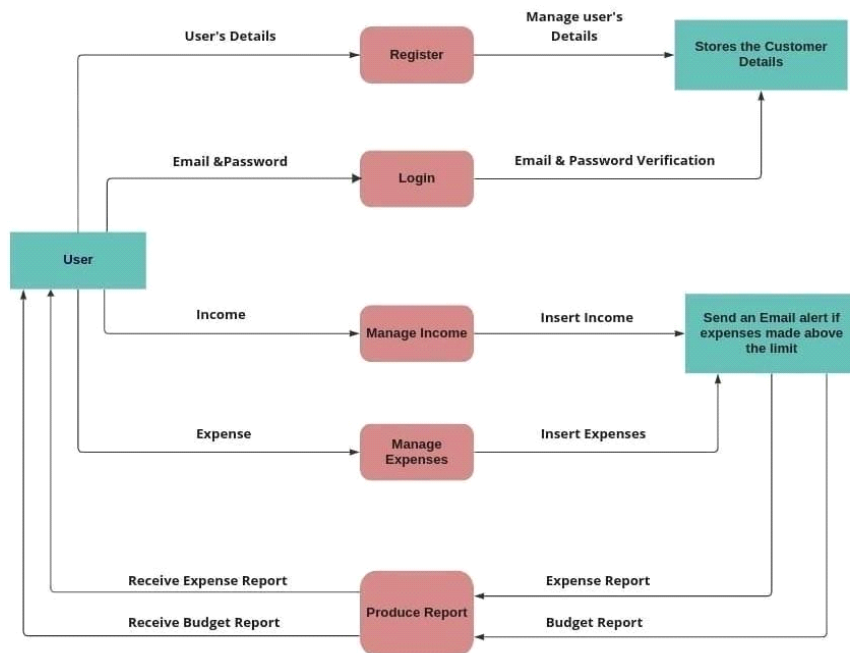 User's Details
Register
Manage user's
Details
Stores the Customer
Details
Email &Password
Login
Email & Password Verification
User
Income
Manage Income
Insert Income
Send an Email alert if
expenses made above
the limit
Expense
Manage
Expenses
Insert Expenses
Receive Expense Report
Expense Report
Produce Report
Receive Budget Report
Budget Report